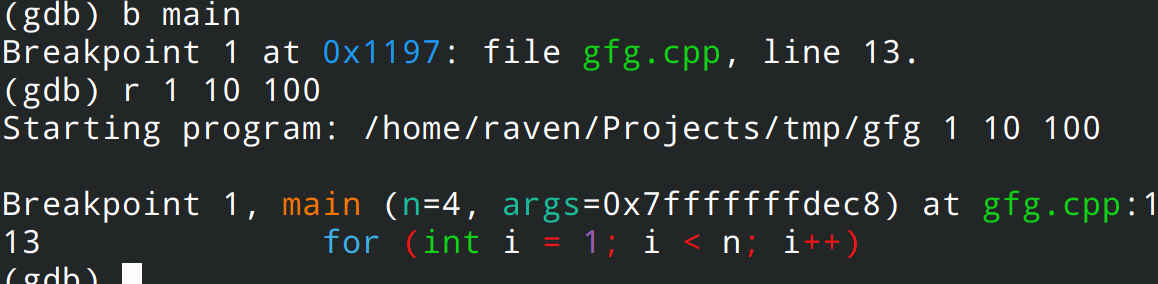 (gdb) b main
Breakpoint 1 at 0x1197: file gfg.cpp, line 13.
(gdb) r 1 10 100
Starting program: /home/raven/Projects/tmp/gfg 1 10 100
Breakpoint 1, main (n=4, args=0x7fffffffdec8) at gfg.cpp:1
13 for (int i = 1; i < n; i++)
(gdb)